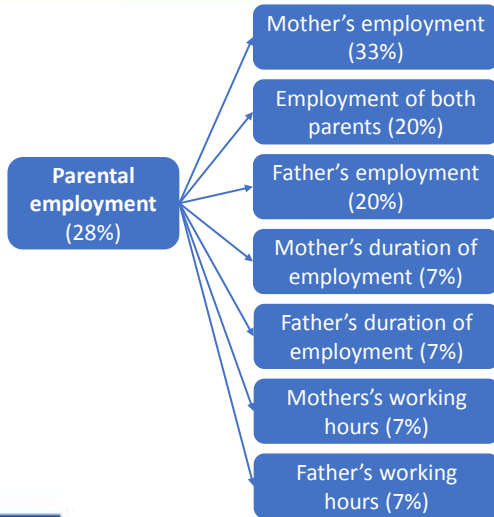 Mother's employment
(33%)
Employment of both
parents (20%)
Father's employment
(20%)
Parental
employment
(28%)
Mother's duration of
employment (7%)
Father's duration of
employment (7%)
Mothers's working
hours (7%)
Father's working
hours (7%)